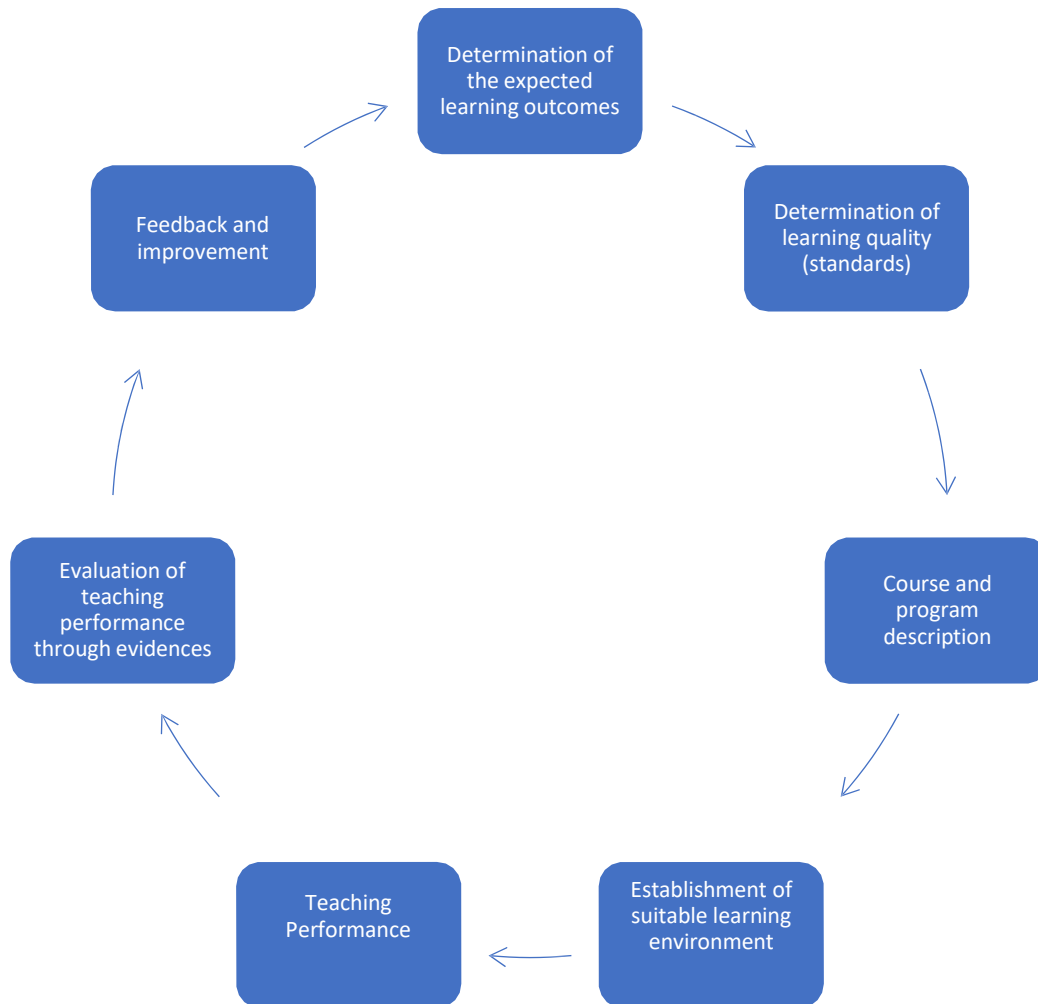 Determination of
the expected
learning outcomes
Determination of
learning quality
(standards)
Course and
program
description
Establishment of
suitable learning
environment
Teaching
Performance
Evaluation of
teaching
performance
through evidences
Feedback and
improvement